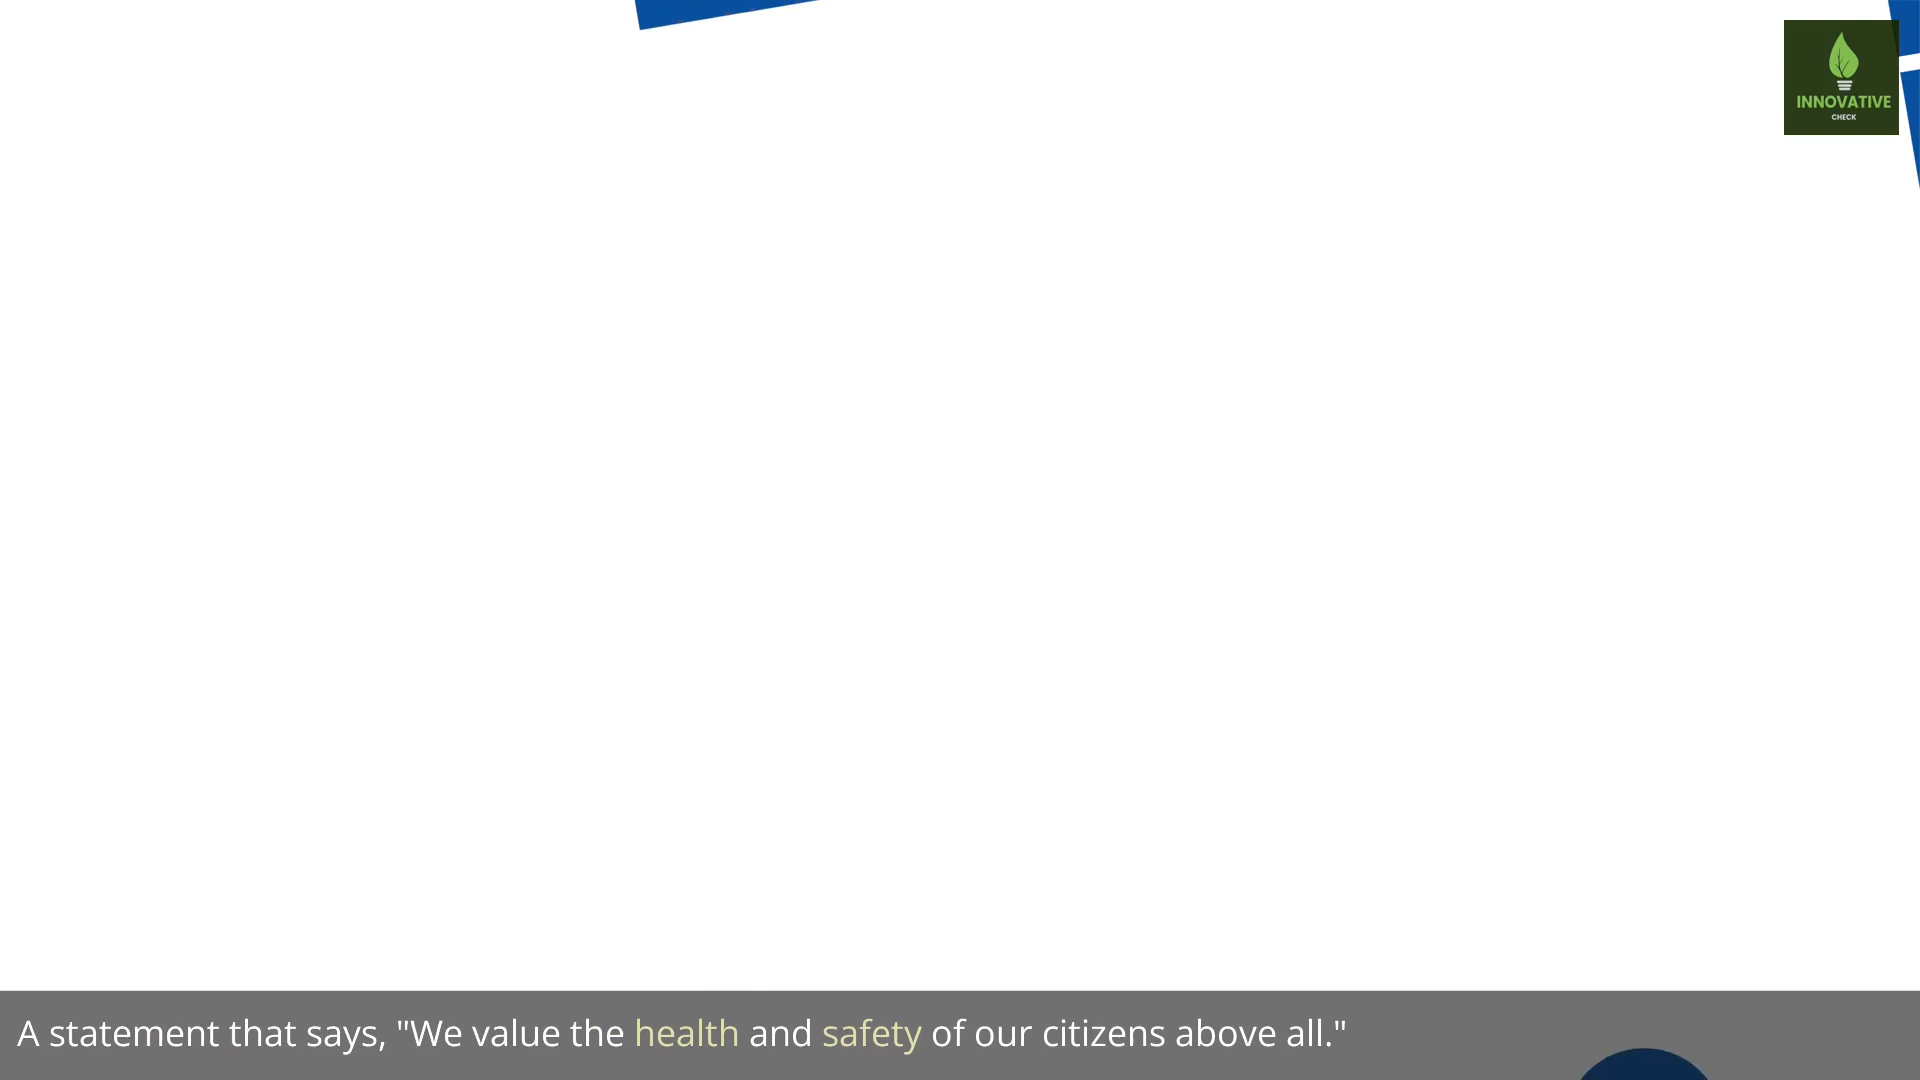 INNOVATIVE
CHECK
A statement that says, "We value the health and safety of our citizens above all."